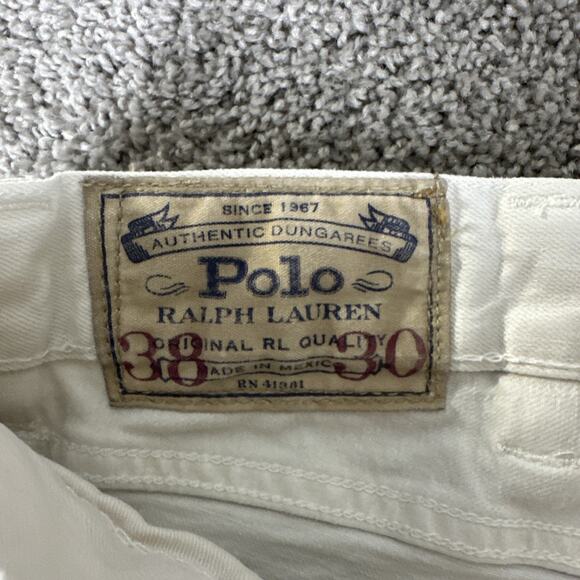 SINCE 1967
AUTHENTIC DUNGAREES
Polo
RALPH LAUREN
ORIGINAL RL QUALITY
38 30
MADE IN MEXICO
RN 41381